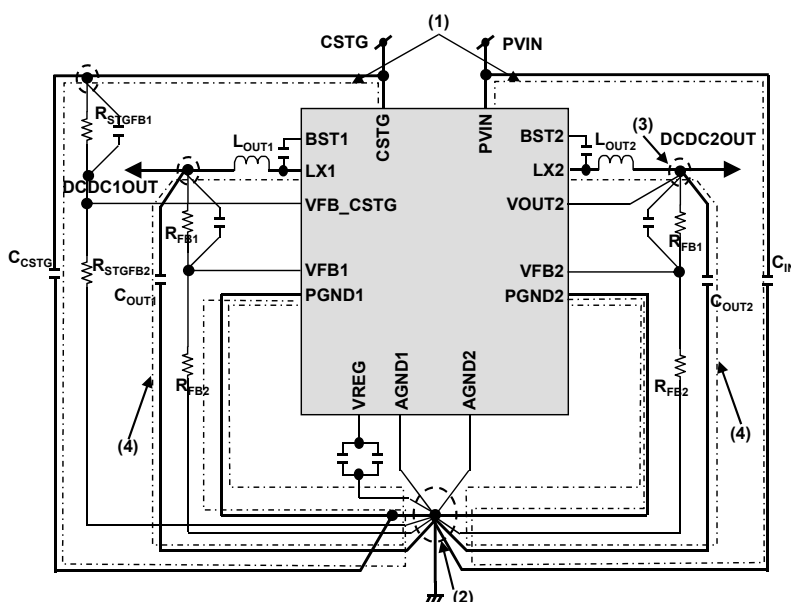 (1)
CSTG PVIN
RSTGFB1
BST1 CSTG PVIN BST2
LOUT1 LOUT2 (3)
DCDC1OUT LX1 LX2 DCDC2OUT
VFB_CSTG VOUT2
RFB1 RFB1
CCSTG RSTGFB2 VFB1 VFB2 CIN
COUT1 PGND1 PGND2 COUT2
RFB2 VREG AGND1 AGND2 RFB2
(4) (4)
(2)